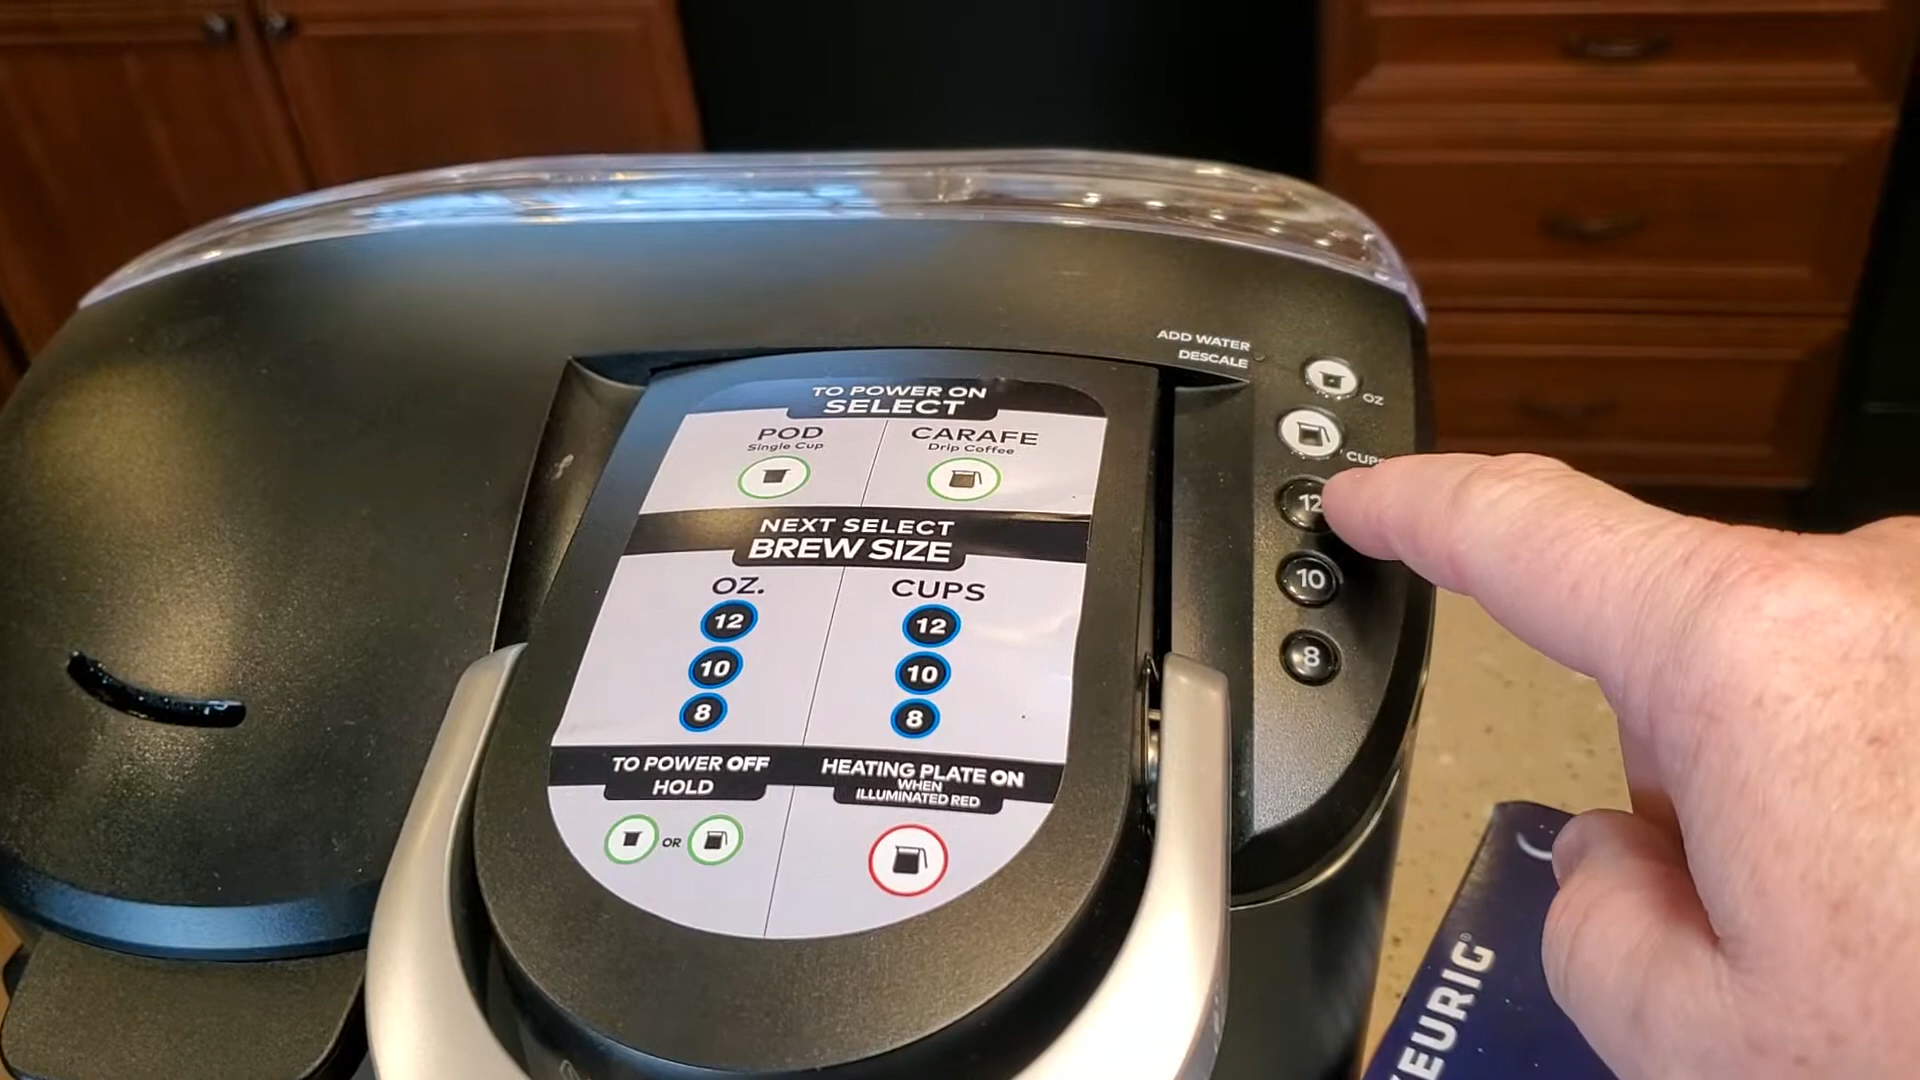 ADD WATER
DESCALE
OZ
CUPS
12
10
8
TO POWER ON
SELECT
POD
Single Cup
CARAFE
Drip Coffee
NEXT SELECT
BREW SIZE
OZ.
12
10
8
CUPS
12
10
8
TO POWER OFF
HOLD
OR
HEATING PLATE ON
WHEN
ILLUMINATED RED
KEURIG®